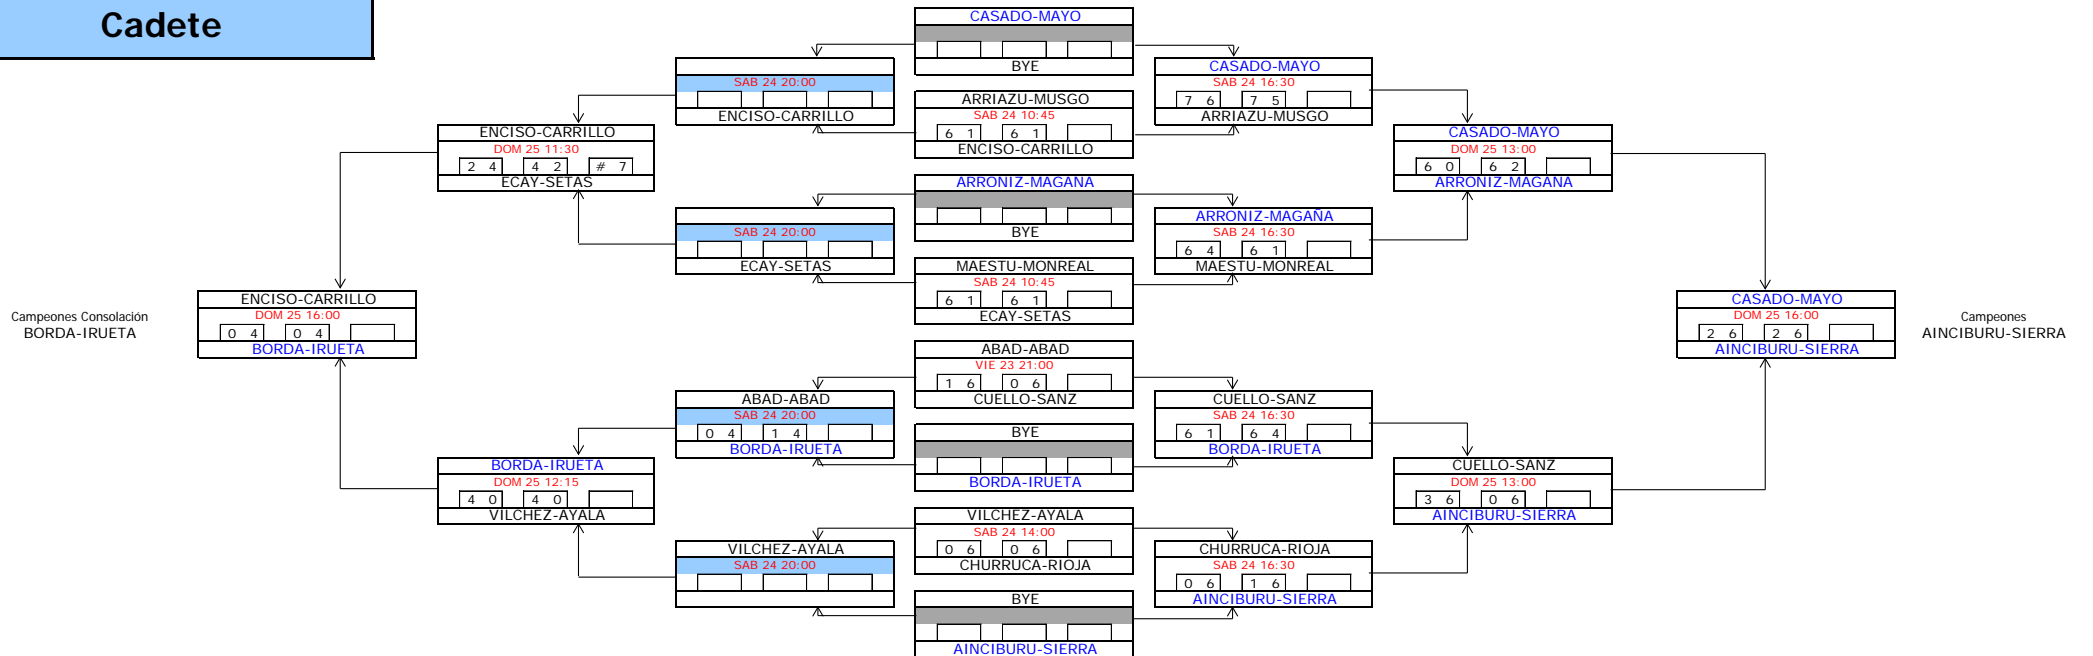 Cadete
CASADO-MAYO
BYE
ARRIAZU-MUSGO
SAB 24 10:45
6 1 6 1
ENCISO-CARRILLO
ARRONIZ-MAGAÑA
BYE
MAESTU-MONREAL
SAB 24 10:45
6 1 6 1
ECAY-SETAS
ABAD-ABAD
VIE 23 21:00
1 6 0 6
CUELLO-SANZ
BYE
BORDA-IRUETA
VILCHEZ-AYALA
SAB 24 14:00
0 6 0 6
CHURRUCA-RIOJA
BYE
AINCIBURU-SIERRA
SAB 24 20:00
ENCISO-CARRILLO
SAB 24 20:00
ECAY-SETAS
ABAD-ABAD
SAB 24 20:00
0 4 1 4
BORDA-IRUETA
VILCHEZ-AYALA
SAB 24 20:00
ENCISO-CARRILLO
DOM 25 11:30
2 4 4 2 # 7
ECAY-SETAS
BORDA-IRUETA
DOM 25 12:15
4 0 4 0
VILCHEZ-AYALA
ENCISO-CARRILLO
DOM 25 16:00
0 4 0 4
BORDA-IRUETA
Campeones Consolación
BORDA-IRUETA
CASADO-MAYO
SAB 24 16:30
7 6 7 5
ARRIAZU-MUSGO
ARRONIZ-MAGAÑA
SAB 24 16:30
6 4 6 1
MAESTU-MONREAL
CUELLO-SANZ
SAB 24 16:30
6 1 6 4
BORDA-IRUETA
CHURRUCA-RIOJA
SAB 24 16:30
0 6 1 6
AINCIBURU-SIERRA
CASADO-MAYO
DOM 25 13:00
6 0 6 2
ARRONIZ-MAGAÑA
CUELLO-SANZ
DOM 25 13:00
3 6 0 6
AINCIBURU-SIERRA
CASADO-MAYO
DOM 25 16:00
2 6 2 6
AINCIBURU-SIERRA
Campeones
AINCIBURU-SIERRA